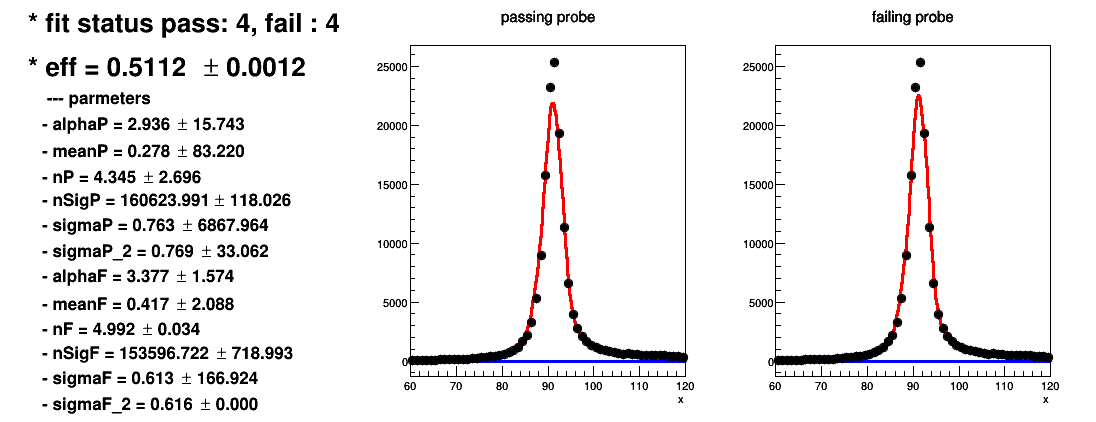 * fit status pass: 4, fail : 4
* eff = 0.5112 ± 0.0012
--- parmeters
- alphaP = 2.936 ± 15.743
- meanP = 0.278 ± 83.220
- nP = 4.345 ± 2.696
- nSigP = 160623.991 ± 118.026
- sigmaP = 0.763 ± 6867.964
- sigmaP_2 = 0.769 ± 33.062
- alphaF = 3.377 ± 1.574
- meanF = 0.417 ± 2.088
- nF = 4.992 ± 0.034
- nSigF = 153596.722 ± 718.993
- sigmaF = 0.613 ± 166.924
- sigmaF_2 = 0.616 ± 0.000
passing probe
25000
20000
15000
10000
5000
0
60 70 80 90 100 110 120
x
failing probe
25000
20000
15000
10000
5000
0
60 70 80 90 100 110 120
x